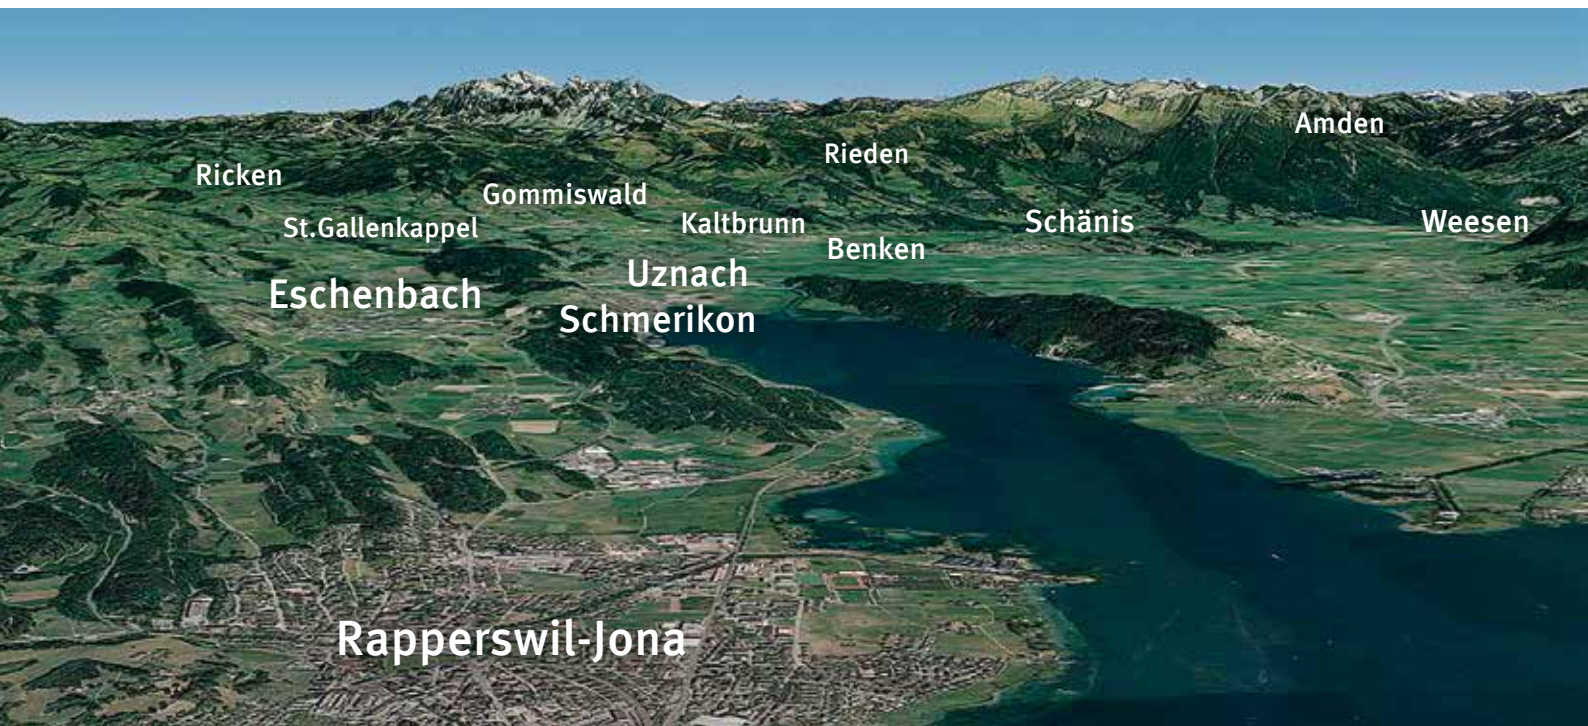 Amden
Rieden
Ricken
Gommiswald
St.Gallenkappel
Kaltbrunn
Schänis
Weesen
Benken
Uznach
Eschenbach
Schmerikon
Rapperswil-Jona